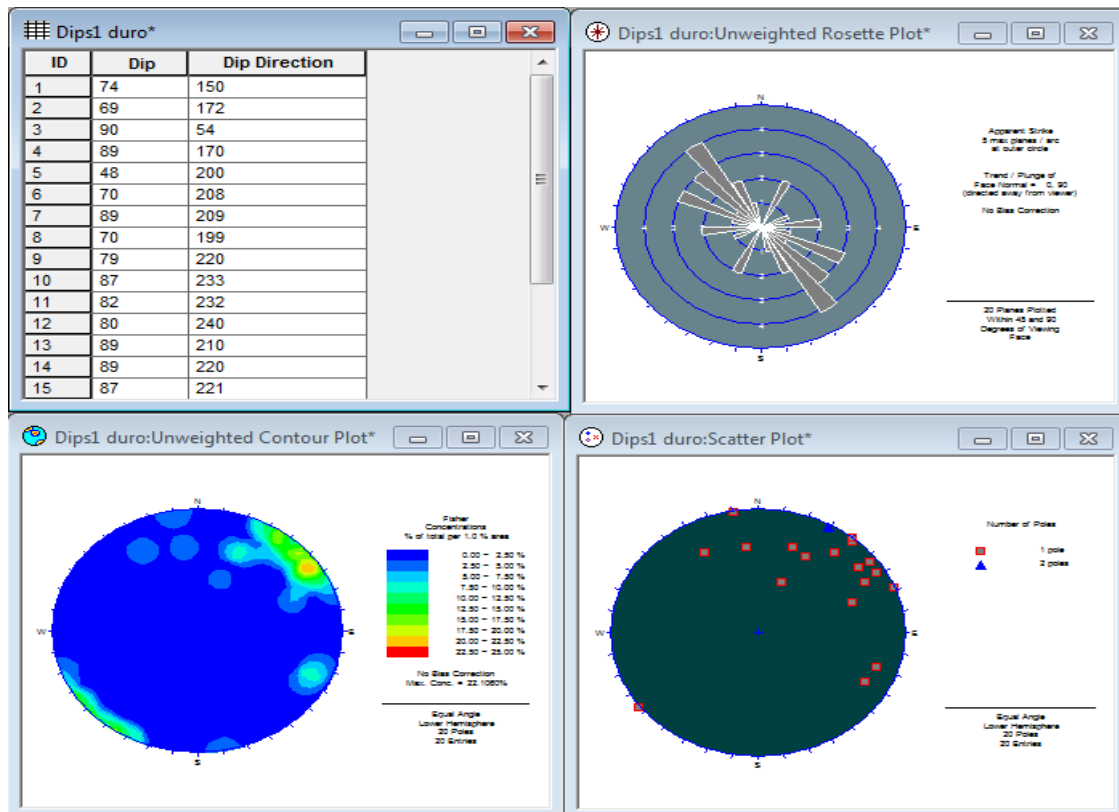 Dips1 duro*
ID Dip Dip Direction
1 74 150
2 69 172
3 90 54
4 89 170
5 48 200
6 70 208
7 89 209
8 70 199
9 79 220
10 87 233
11 82 232
12 80 240
13 89 210
14 89 220
15 87 221
Dips1 duro:Unweighted Rosette Plot*
N
W
E
S
Apparent Strike
5 max planes / arc
at outer circle
Trend / Plunge of
Face Normal = 0, 90
(directed away from viewer)
No Bias Correction
20 Planes Plotted
Within 45 and 90
Degrees of Viewing
Face
Dips1 duro:Unweighted Contour Plot*
N
W
E
S
Fisher
Concentrations
% of total per 1.0 % area
0.00 ~ 2.50 %
2.50 ~ 5.00 %
5.00 ~ 7.50 %
7.50 ~ 10.00 %
10.00 ~ 12.50 %
12.50 ~ 15.00 %
15.00 ~ 17.50 %
17.50 ~ 20.00 %
20.00 ~ 22.50 %
22.50 ~ 25.00 %
No Bias Correction
Max. Conc. = 22.1060%
Equal Angle
Lower Hemisphere
20 Poles
20 Entries
Dips1 duro:Scatter Plot*
N
W
E
S
Number of Poles
1 pole
2 poles
Equal Angle
Lower Hemisphere
20 Poles
20 Entries